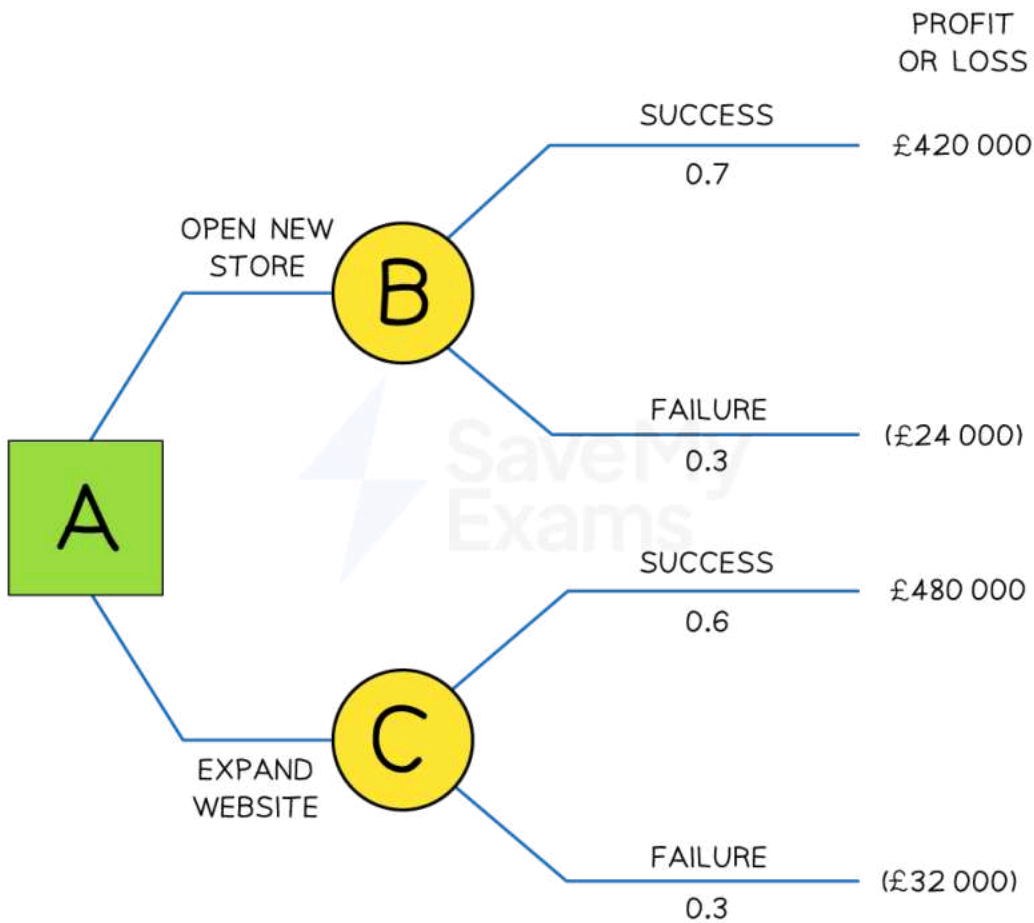 PROFIT
OR LOSS
SUCCESS
£420 000
0.7
OPEN NEW
STORE
B
FAILURE
(£24 000)
0.3
SaveMy
Exams
A
SUCCESS
£480 000
0.6
C
EXPAND
WEBSITE
FAILURE
(£32 000)
0.3